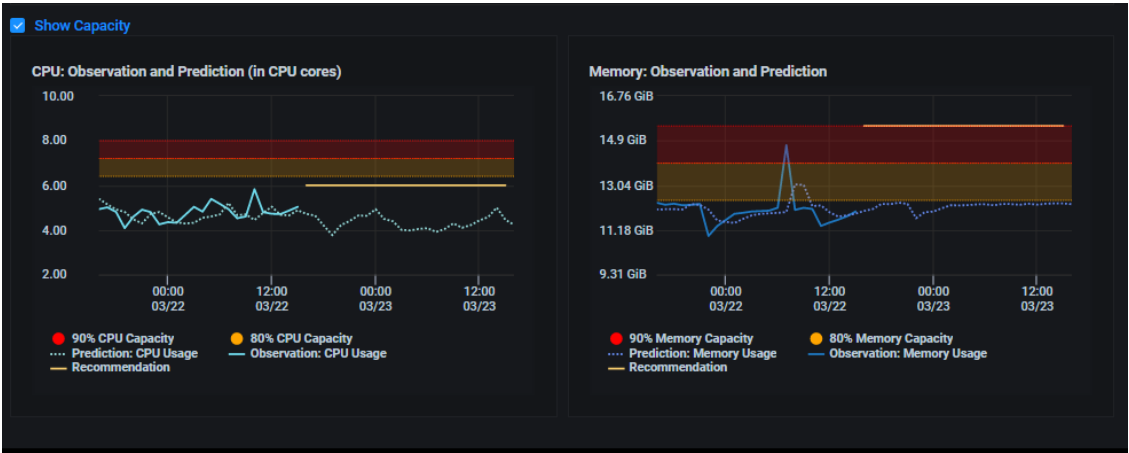 Show Capacity
CPU: Observation and Prediction (in CPU cores)
10.00
8.00
6.00
4.00
2.00
00:00 12:00 00:00 12:00
03/22 03/22 03/23 03/23
90% CPU Capacity 80% CPU Capacity
Prediction: CPU Usage Observation: CPU Usage
Recommendation
Memory: Observation and Prediction
16.76 GiB
14.9 GiB
13.04 GiB
11.18 GiB
9.31 GiB
00:00 12:00 00:00 12:00
03/22 03/22 03/23 03/23
90% Memory Capacity 80% Memory Capacity
Prediction: Memory Usage Observation: Memory Usage
Recommendation